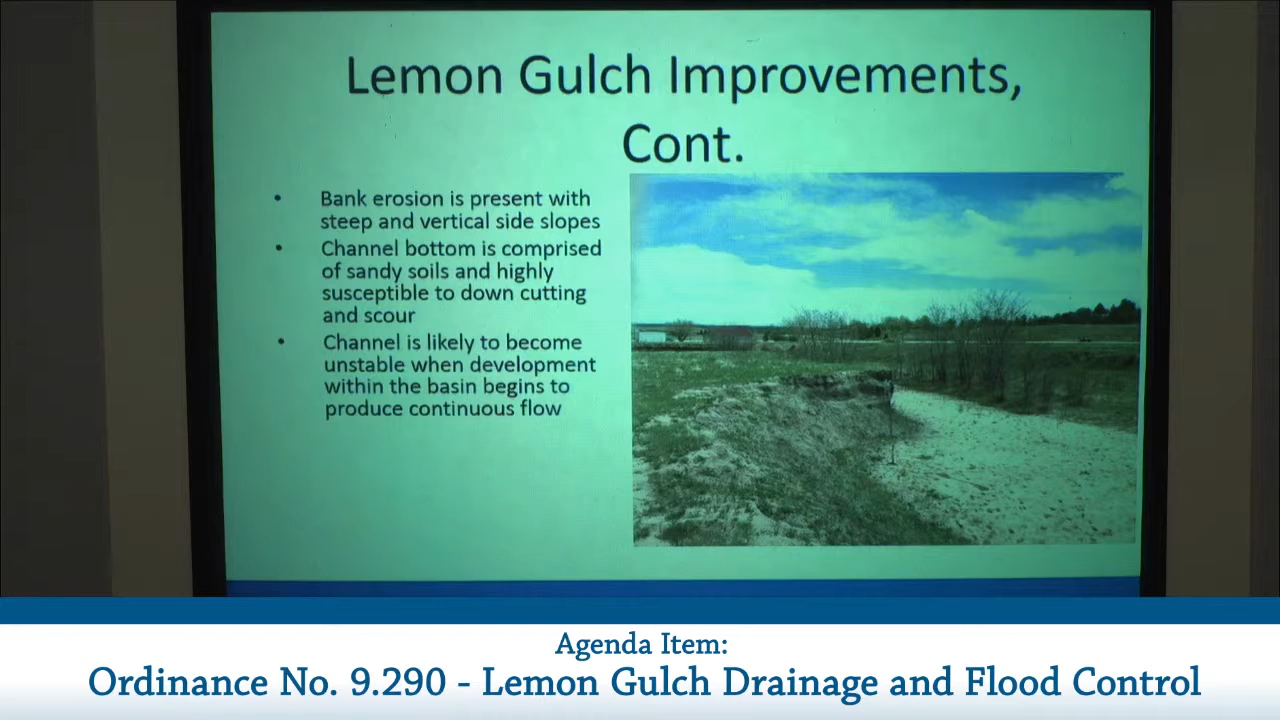 Lemon Gulch Improvements,
Cont.
• Bank erosion is present with
steep and vertical side slopes
• Channel bottom is comprised
of sandy soils and highly
susceptible to down cutting
and scour
• Channel is likely to become
unstable when development
within the basin begins to
produce continuous flow
Agenda Item:
Ordinance No. 9.290 - Lemon Gulch Drainage and Flood Control